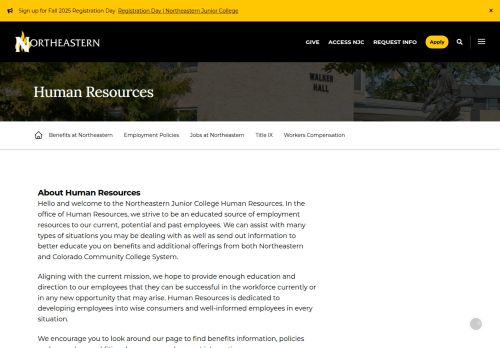 Sign up for Fall 2025 Registration Day Registration Day | Northeastern Junior College ×
NORTHEASTERN
GIVE ACCESS NJC REQUEST INFO Apply
WALKER
HALL
Human Resources
Benefits at Northeastern Employment Policies Jobs at Northeastern Title IX Workers Compensation
About Human Resources
Hello and welcome to the Northeastern Junior College Human Resources. In the
office of Human Resources, we strive to be an educated source of employment
resources to our current, potential and past employees. We can assist with many
types of situations you may be dealing with as well as send out information to
better educate you on benefits and additional offerings from both Northeastern
and Colorado Community College System.
Aligning with the current mission, we hope to provide enough education and
direction to our employees that they can be successful in the workforce currently or
in any new opportunity that may arise. Human Resources is dedicated to
developing employees into wise consumers and well-informed employees in every
situation.
We encourage you to look around our page to find benefits information, policies